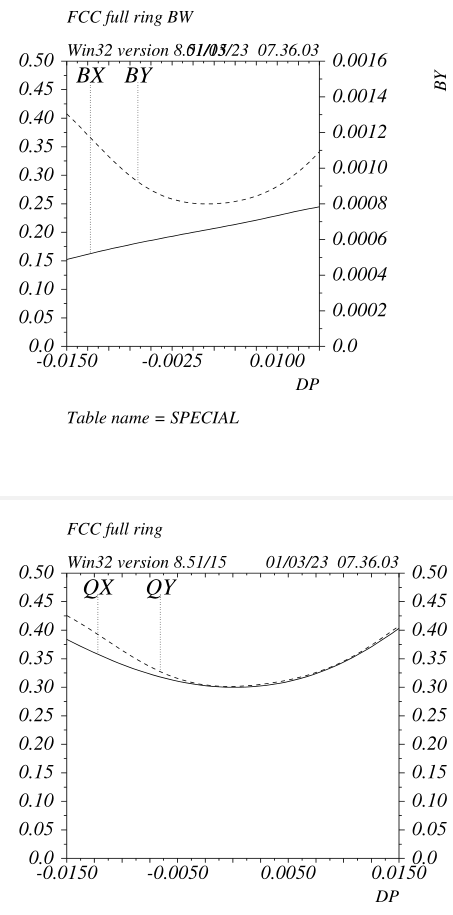 FCC full ring BW
Win32 version 8.51/15 01/03/23 07.36.03
0.50 BX BY 0.0016 BY
0.45 0.0014
0.40 0.0012
0.35
0.30 0.0010
0.25 0.0008
0.20
0.15 0.0006
0.10 0.0004
0.05 0.0002
0.0 0.0
-0.0150 -0.0025 0.0100
DP
Table name = SPECIAL
FCC full ring
Win32 version 8.51/15 01/03/23 07.36.03
0.50 QX QY 0.50
0.45 0.45
0.40 0.40
0.35 0.35
0.30 0.30
0.25 0.25
0.20 0.20
0.15 0.15
0.10 0.10
0.05 0.05
0.0 0.0
-0.0150 -0.0050 0.0050 0.0150
DP